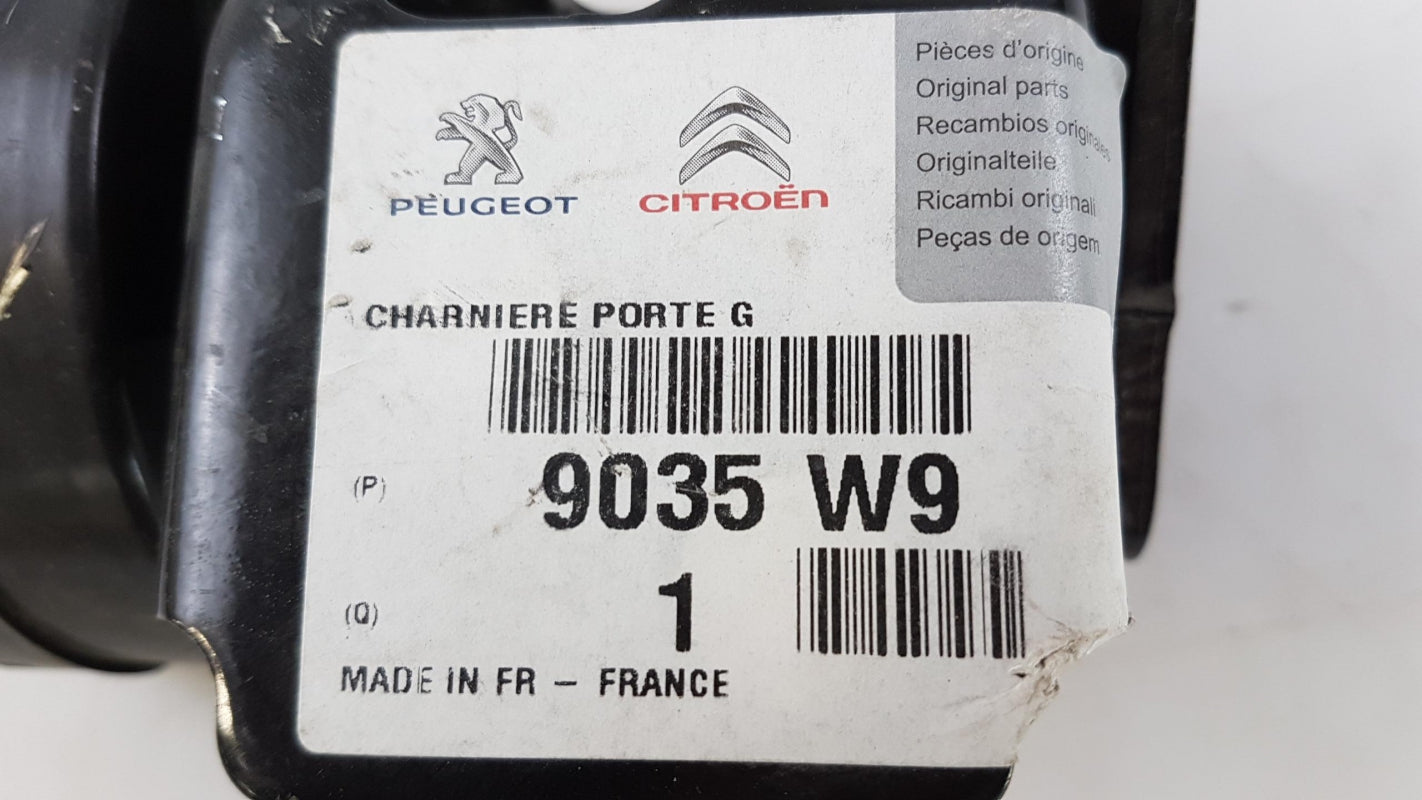 PEUGEOT
CITROËN
Pièces d'origine
Original parts
Recambios originales
Originalteile
Ricambi originali
Peças de origem
CHARNIERE PORTE G
(P) 9035 W9
(Q) 1
MADE IN FR – FRANCE